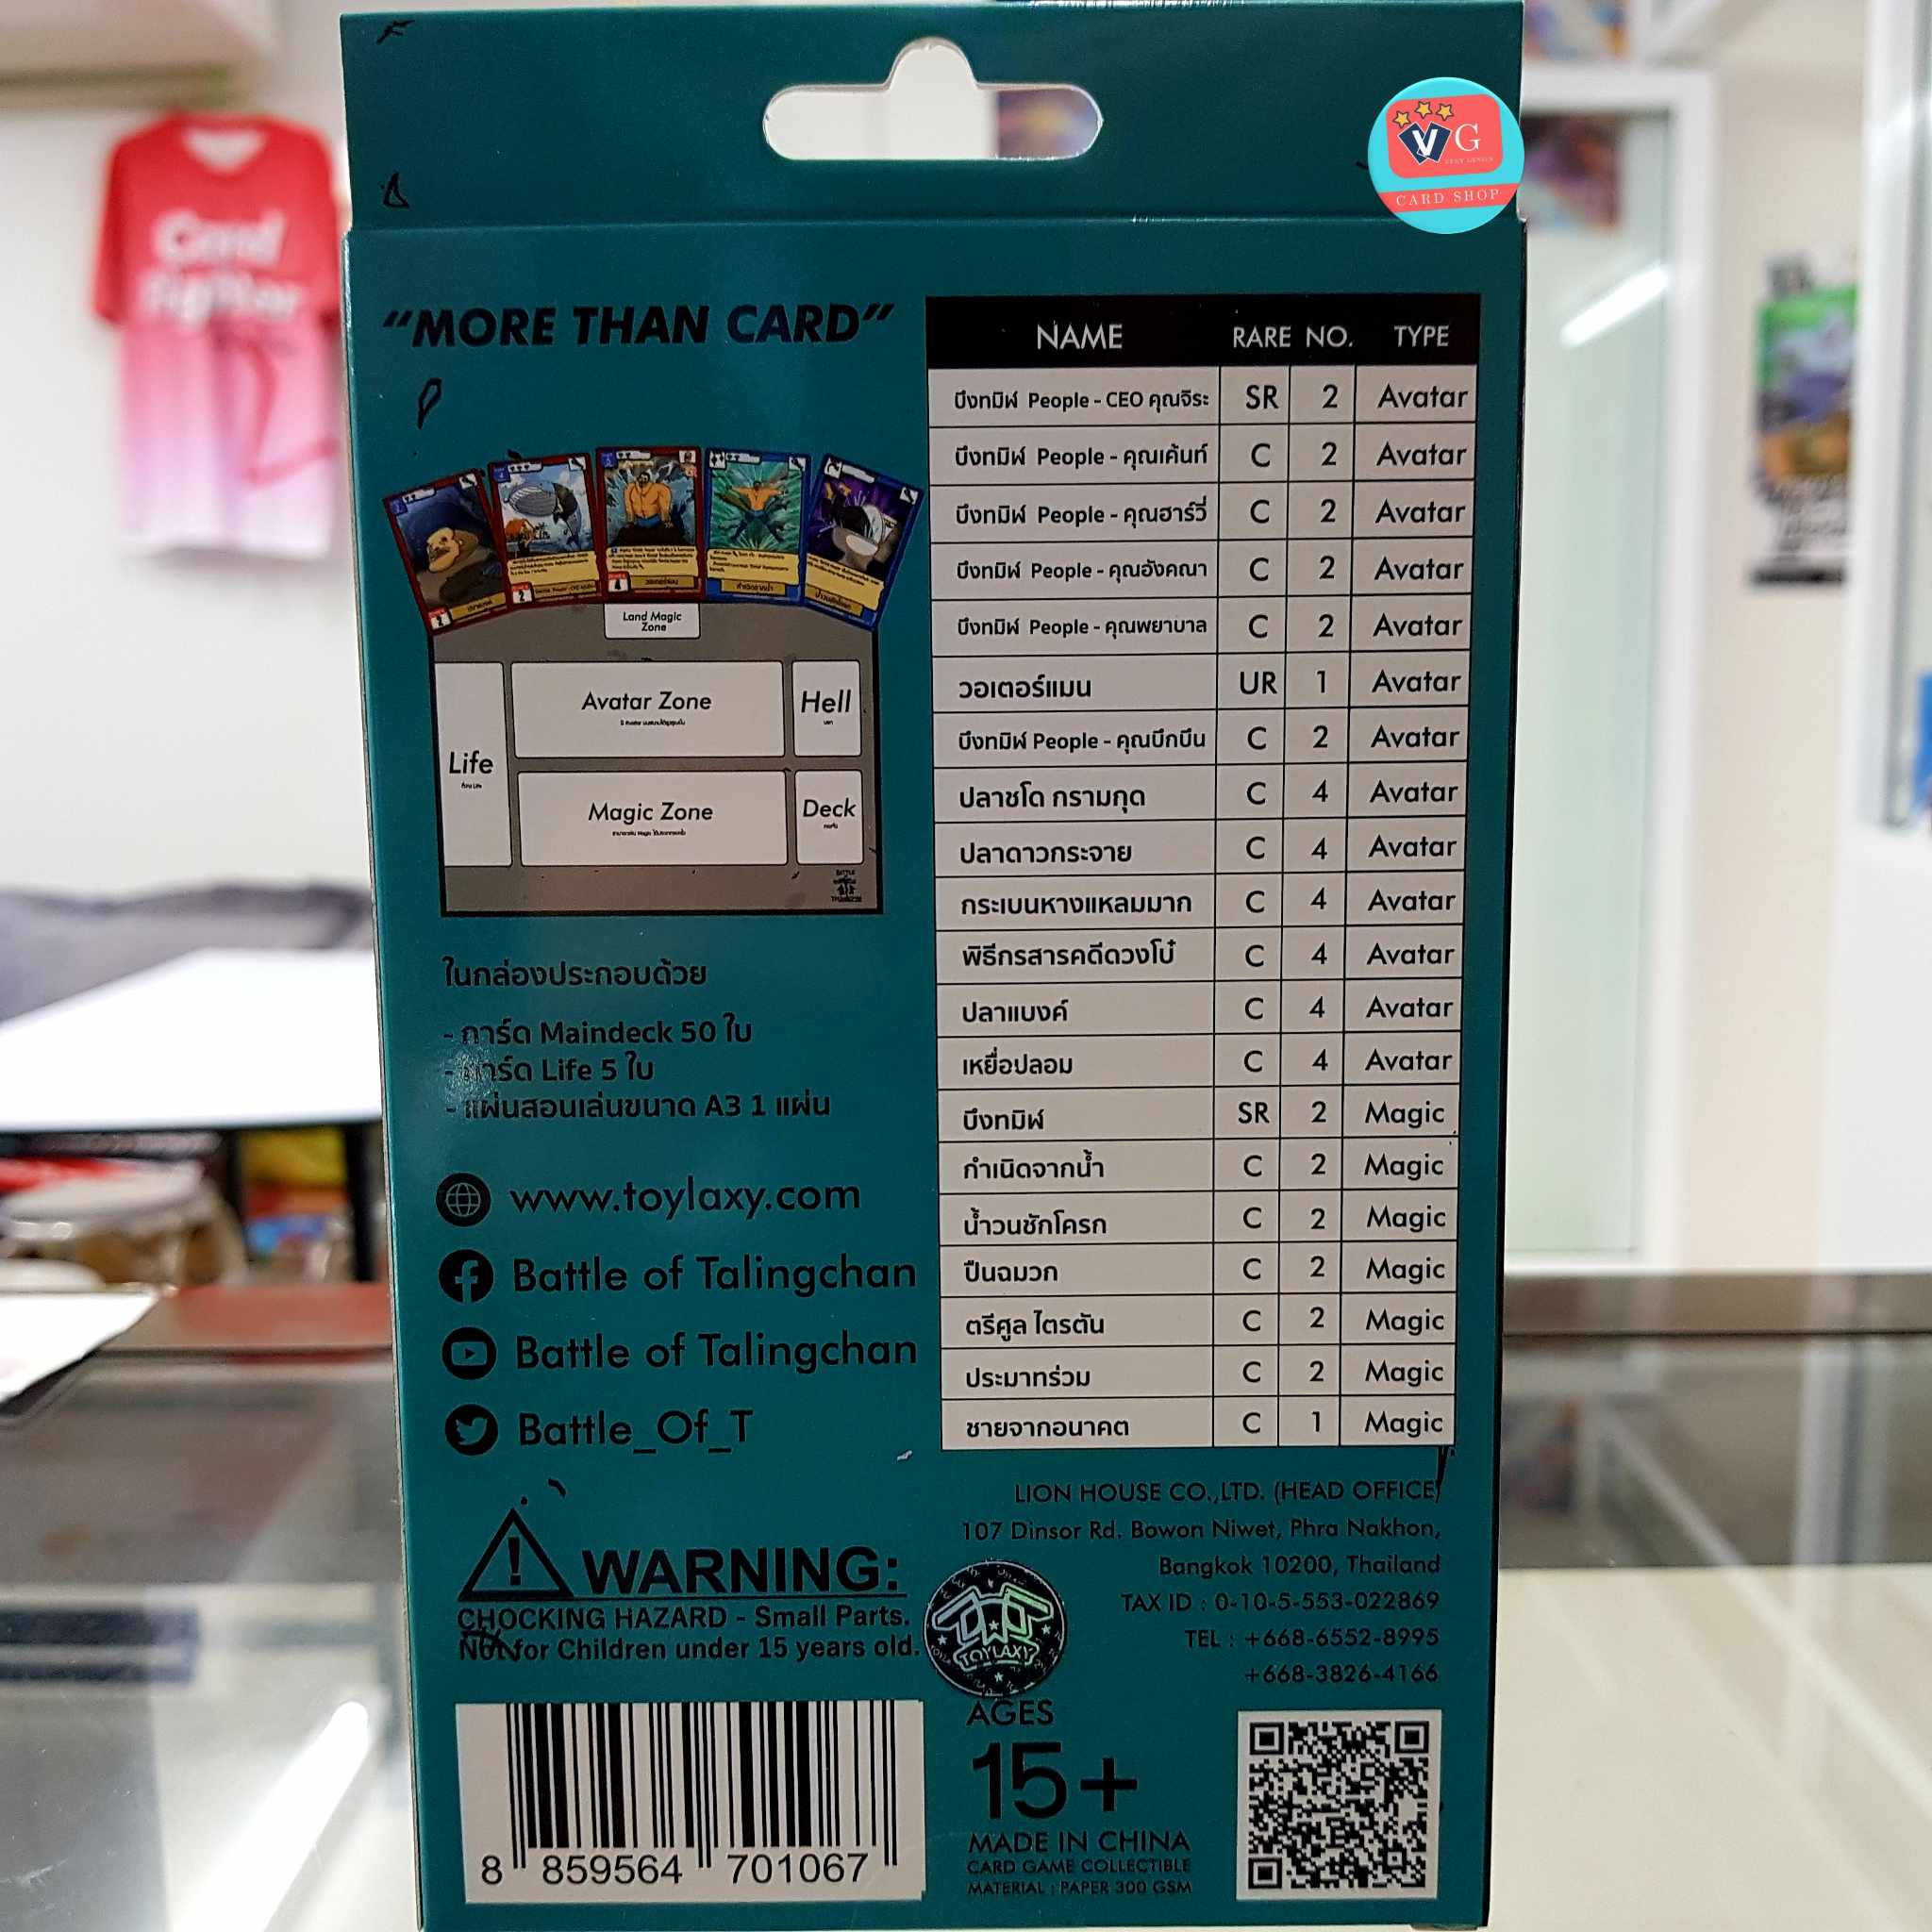 VG
CARD SHOP
Card
Fighter
“MORE THAN CARD”
Land Magic
Zone
Avatar Zone
Hell
Life
Magic Zone
Deck
ในกล่องประกอบด้วย
- การ์ด Maindeck 50 ใบ
- การ์ด Life 5 ใบ
- แผ่นสอนเล่นขนาด A3 1 แผ่น
www.toylaxy.com
Battle of Talingchan
Battle of Talingchan
Battle_Of_T
NAME RARE NO. TYPE
บึงทมิฬ People - CEO คุณจิระ SR 2 Avatar
บึงทมิฬ People - คุณเค้นท์ C 2 Avatar
บึงทมิฬ People - คุณฮาร์วี่ C 2 Avatar
บึงทมิฬ People - คุณอังคณา C 2 Avatar
บึงทมิฬ People - คุณพยาบาล C 2 Avatar
วอเตอร์แมน UR 1 Avatar
บึงทมิฬ People - คุณบึกบึน C 2 Avatar
ปลาชโด กรามกุด C 4 Avatar
ปลาดาวกระจาย C 4 Avatar
กระเบนหางแหลมมาก C 4 Avatar
พิธีกรสารคดีดวงโบ๋ C 4 Avatar
ปลาแบงค์ C 4 Avatar
เหยื่อปลอม C 4 Avatar
บึงทมิฬ SR 2 Magic
กำเนิดจากน้ำ C 2 Magic
น้ำวนชักโครก C 2 Magic
ปืนฉมวก C 2 Magic
ตรีศูล ไตรตัน C 2 Magic
ประมาทร่วม C 2 Magic
ชายจากอนาคต C 1 Magic
LION HOUSE CO.,LTD. (HEAD OFFICE)
107 Dinsor Rd. Bowon Niwet, Phra Nakhon,
Bangkok 10200, Thailand
TAX ID : 0-10-5-553-022869
TEL : +668-6552-8995
+668-3826-4166
WARNING:
CHOCKING HAZARD - Small Parts.
Not for Children under 15 years old.
TOYLAXY
AGES
15+
MADE IN CHINA
CARD GAME COLLECTIBLE
MATERIAL : PAPER 300 GSM
8 859564 701067